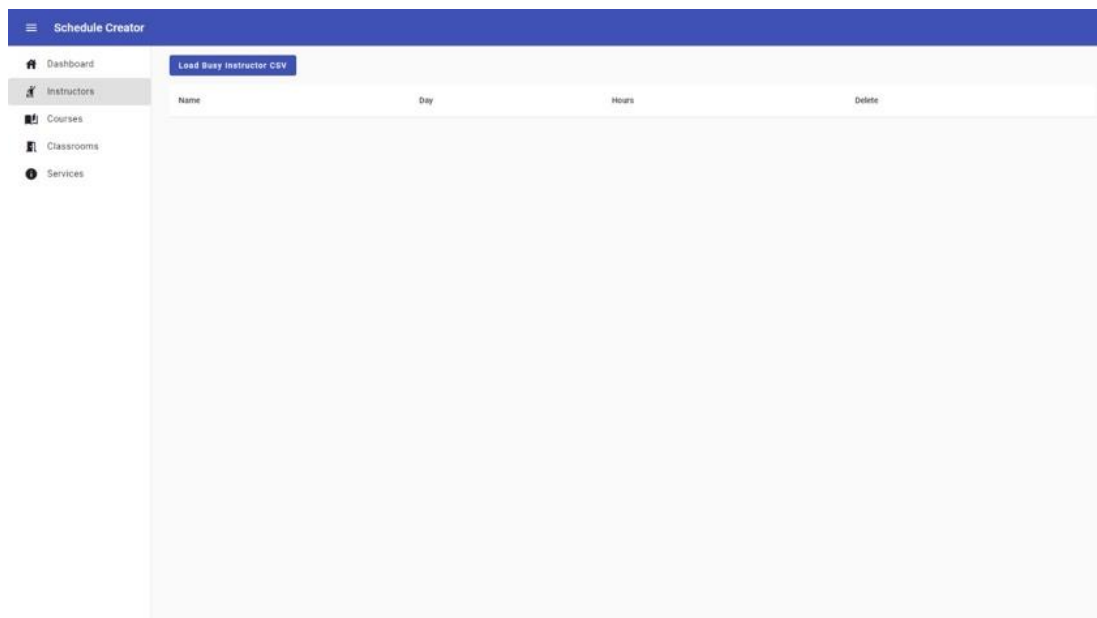 Schedule Creator
Dashboard
Instructors
Courses
Classrooms
Services
Load Busy Instructor CSV
Name Day Hours Delete